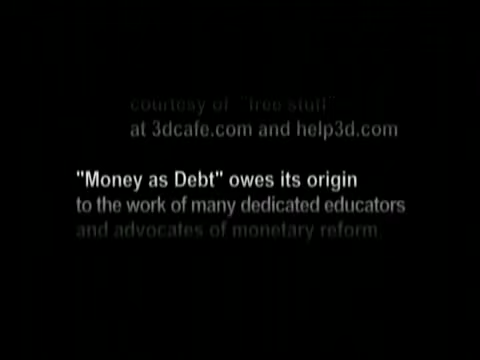 courtesy of "free stuff"
at 3dcafe.com and help3d.com
"Money as Debt" owes its origin
to the work of many dedicated educators
and advocates of monetary reform